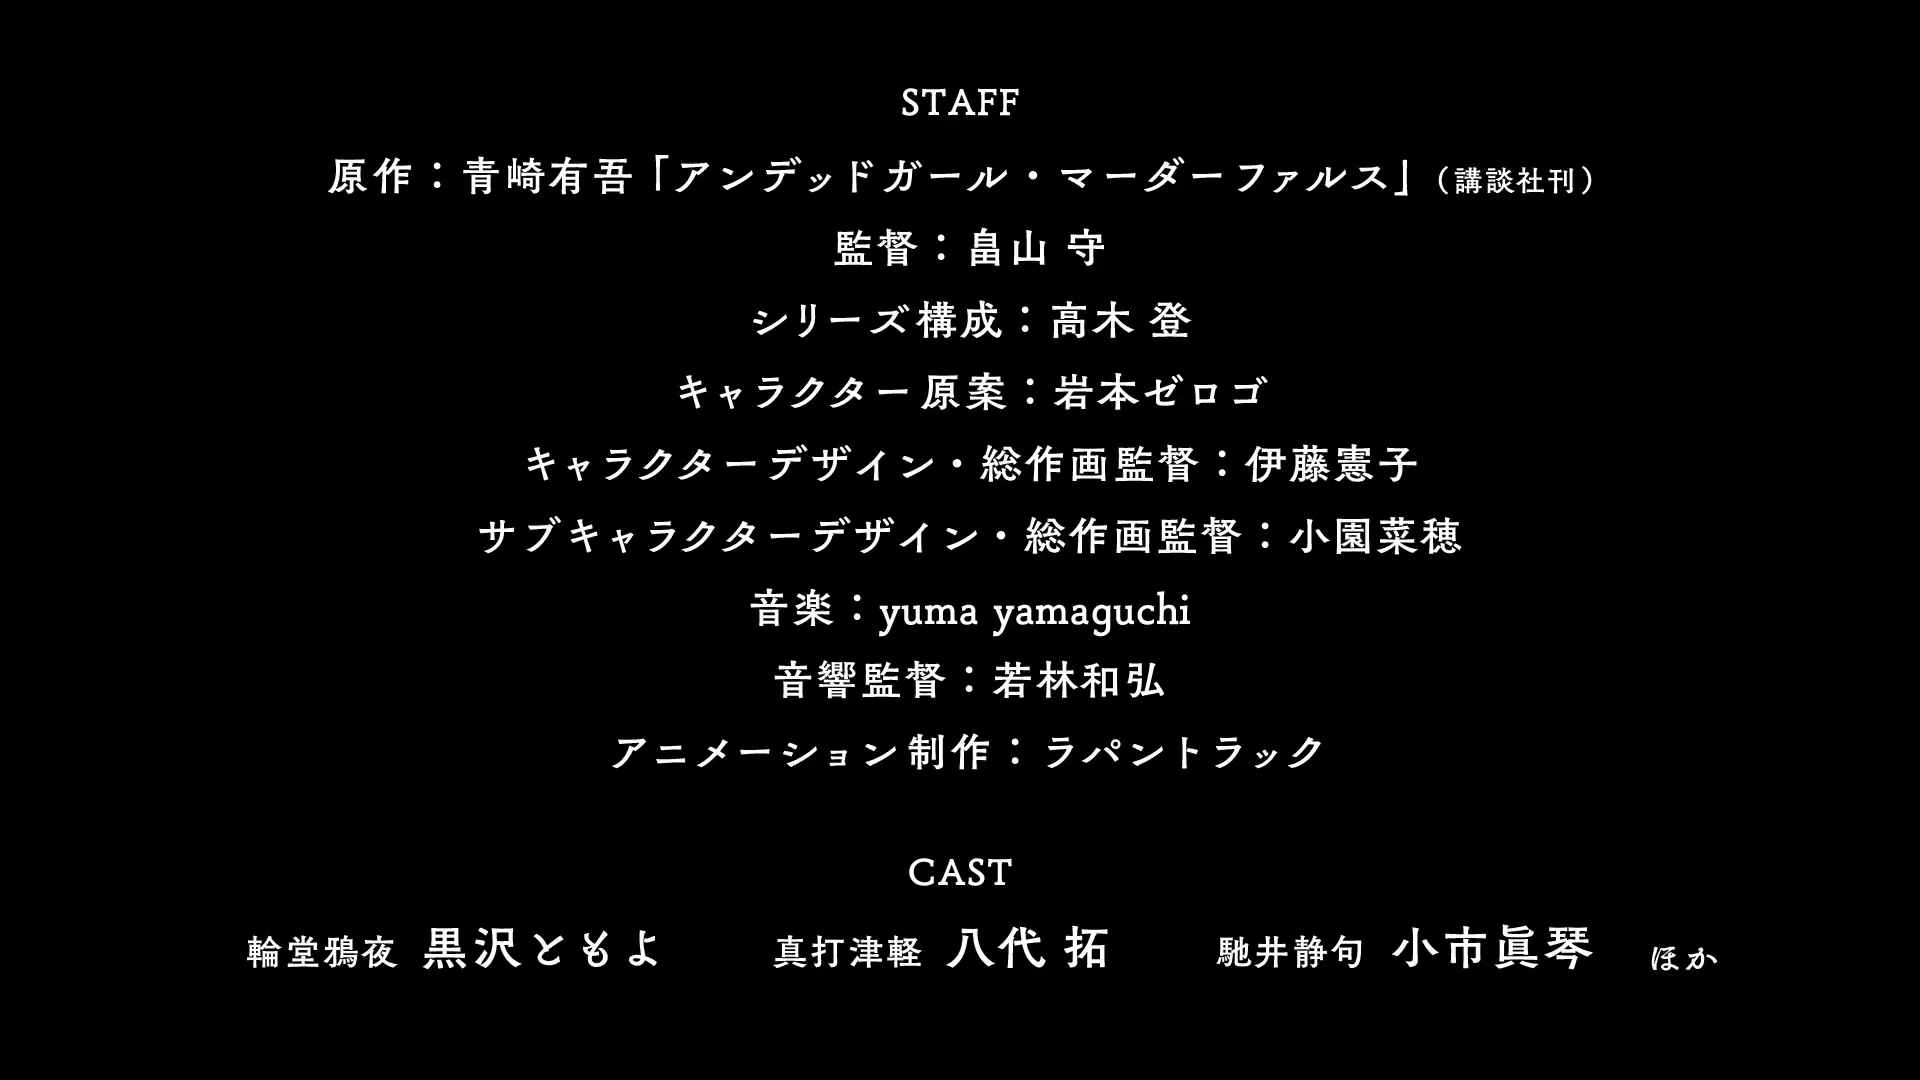 STAFF
原作：青崎有吾「アンデッドガール・マーダーファルス」（講談社刊）
監督：畠山 守
シリーズ構成：高木 登
キャラクター原案：岩本ゼロゴ
キャラクターデザイン・総作画監督：伊藤憲子
サブキャラクターデザイン・総作画監督：小園菜穂
音楽：yuma yamaguchi
音響監督：若林和弘
アニメーション制作：ラパントラック
CAST
輪堂鴉夜 黒沢ともよ 真打津軽 八代 拓 馳井静句 小市眞琴 ほか